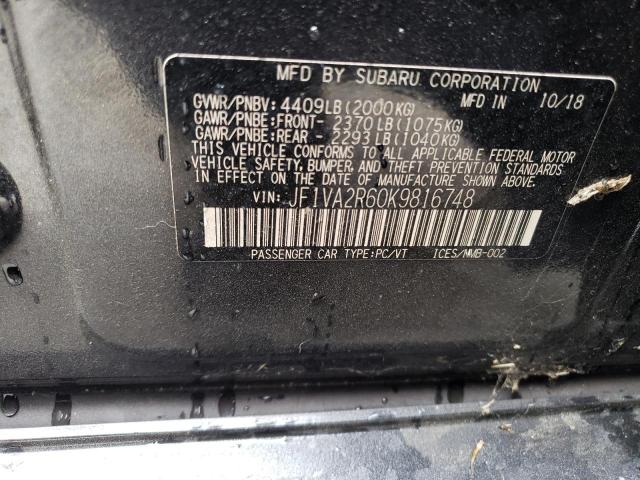 MFD BY SUBARU CORPORATION
MFD IN 10/18
GVWR/PNBV: 4409LB(2000KG)
GAWR/PNBE:FRONT- 2370LB(1075KG)
GAWR/PNBE:REAR - 2293LB(1040KG)
THIS VEHICLE CONFORMS TO ALL APPLICABLE FEDERAL MOTOR
VEHICLE SAFETY, BUMPER, AND THEFT PREVENTION STANDARDS
IN EFFECT ON THE DATE OF MANUFACTURE SHOWN ABOVE.
VIN: JF1VA2R60K9816748
PASSENGER CAR TYPE:PC/VT ICES/NMB-002